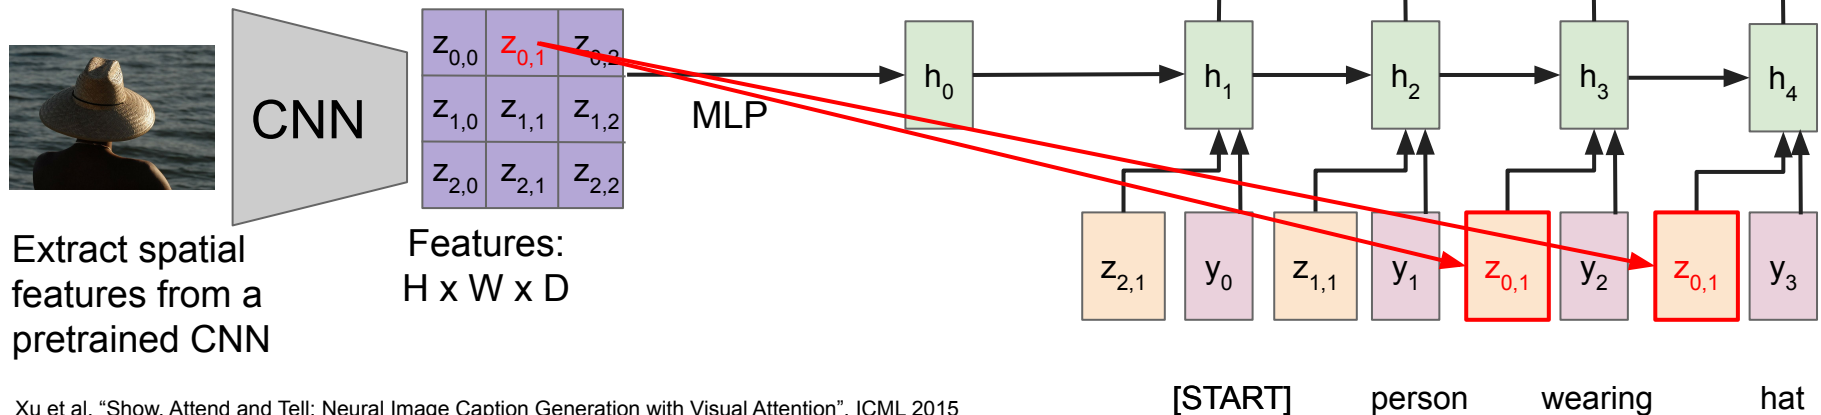 z0,0 z0,1 z0,2
z1,0 z1,1 z1,2
z2,0 z2,1 z2,2
CNN
MLP
h0 h1 h2 h3 h4
z2,1 y0 z1,1 y1 z0,1 y2 z0,1 y3
Extract spatial
features from a
pretrained CNN
Features:
H x W x D
[START] person wearing hat
Xu et al, “Show, Attend and Tell: Neural Image Caption Generation with Visual Attention”, ICML 2015